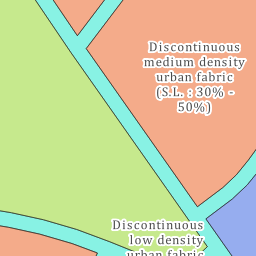 Discontinuous
medium density
urban fabric
(S.L. : 30% -
50%)
Discontinuous
low density
urban fabric